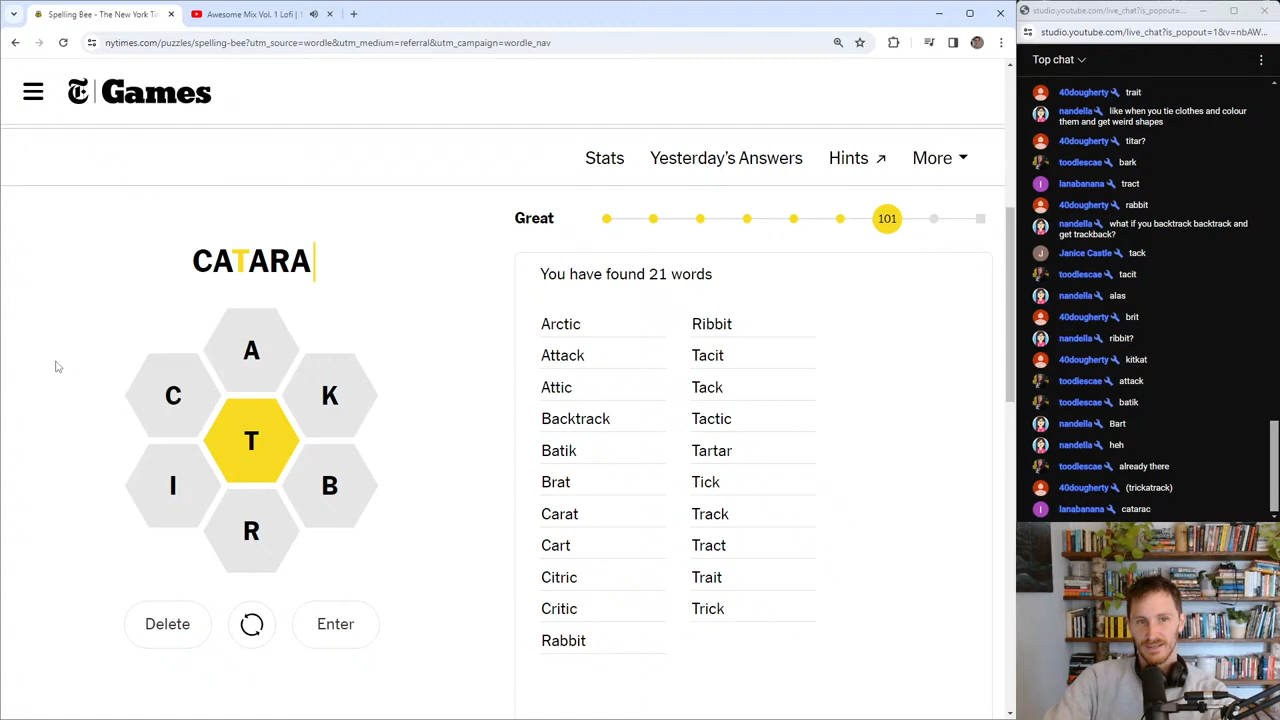 Spelling Bee - The New York Ti
Awesome Mix Vol. 1 Lofi |
nytimes.com/puzzles/spelling-bee?utm_source=wordle&utm_medium=referral&utm_campaign=wordle_nav
Games
Stats
Yesterday's Answers
Hints ↗
More
Great
101
CATARA
You have found 21 words
Arctic
Attack
Attic
Backtrack
Batik
Brat
Carat
Cart
Citric
Critic
Rabbit
Ribbit
Tacit
Tack
Tactic
Tartar
Tick
Track
Tract
Trait
Trick
A
C
K
T
I
B
R
Delete
Enter
studio.youtube.com/live_chat?is_popout=...
studio.youtube.com/live_chat?is_popout=1&v=nbAW...
Top chat
40dougherty trait
nandella like when you tie clothes and colour
them and get weird shapes
40dougherty titar?
toodlescae bark
lanabanana tract
40dougherty rabbit
nandella what if you backtrack backtrack and
get trackback?
Janice Castle tack
toodlescae tacit
nandella alas
40dougherty brit
nandella ribbit?
40dougherty kitkat
toodlescae attack
toodlescae batik
nandella Bart
nandella heh
toodlescae already there
40dougherty (trickatrack)
lanabanana catarac